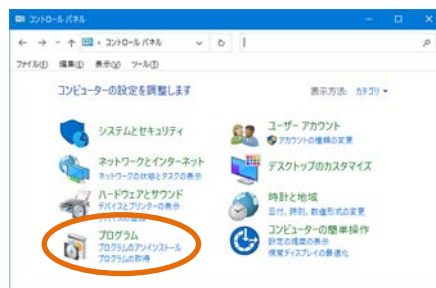 コントロール パネル
コントロール パネル
ファイル(F) 編集(E) 表示(V) ツール(T)
コンピューターの設定を調整します
表示方法: カテゴリ
システムとセキュリティ
ネットワークとインターネット
ネットワークの状態とタスクの表示
ハードウェアとサウンド
デバイスとプリンターの表示
デバイスの追加
プログラム
プログラムのアンインストール
プログラムの取得
ユーザー アカウント
アカウントの種類の変更
デスクトップのカスタマイズ
時計と地域
日付、時刻、数値形式の変更
コンピューターの簡単操作
設定の提案の表示
視覚ディスプレイの最適化